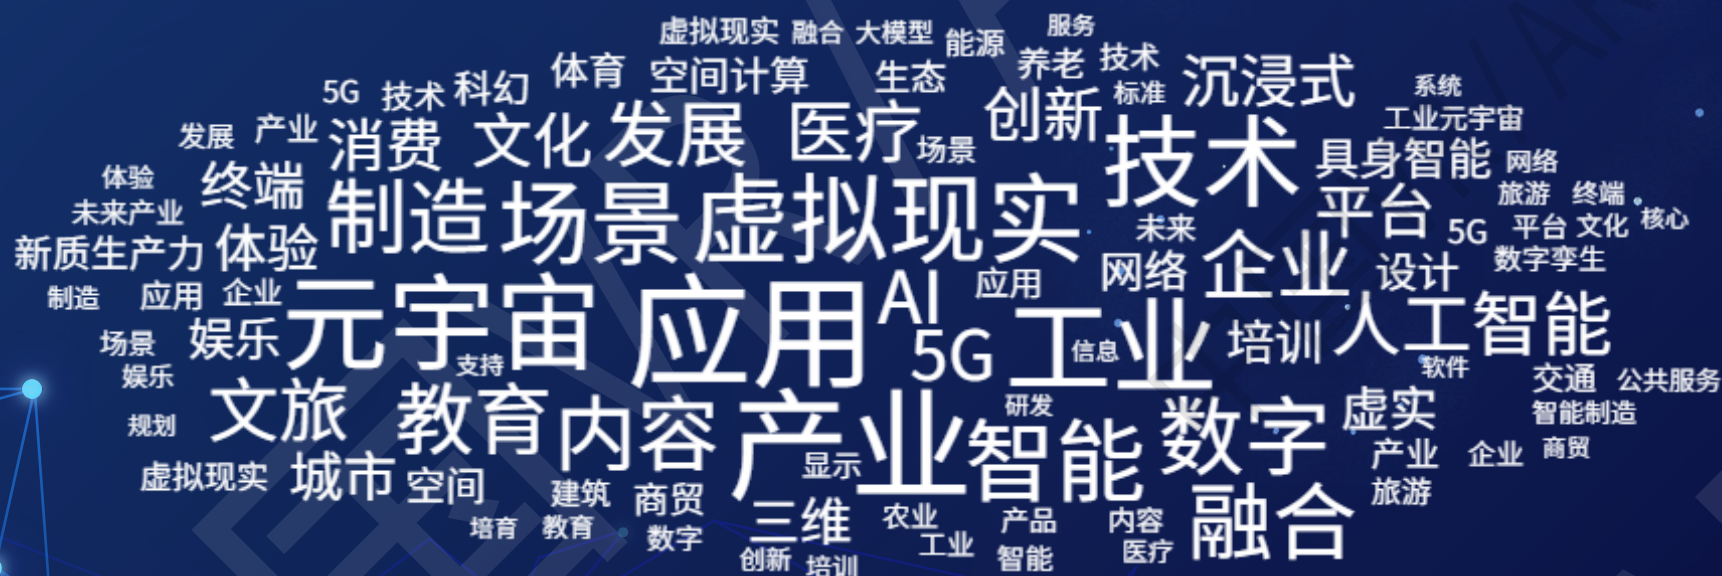 虚拟现实 融合 大模型 能源 服务
5G 技术 科幻 体育 空间计算 生态 养老 技术 标准 沉浸式 系统
发展 产业 消费 文化 发展 医疗 场景 创新 技术 工业元宇宙
具身智能 网络
体验 终端 制造 场景 虚拟现实 平台 旅游 终端
未来产业 未来 5G 平台 文化 核心
新质生产力 体验 网络 企业 设计 数字孪生
制造 应用 企业 元宇宙 应用 AI 应用 工业 人工智能
场景 娱乐 支持 5G 信息 培训 软件
娱乐 交通 公共服务
规划 文旅 教育 内容 产业 研发 智能 数字 虚实 智能制造
虚拟现实 城市 空间 显示 产业 企业 商贸
建筑 商贸 三维 农业 产品 内容 融合 旅游
培育 教育 数字 工业 医疗
创新 培训 智能